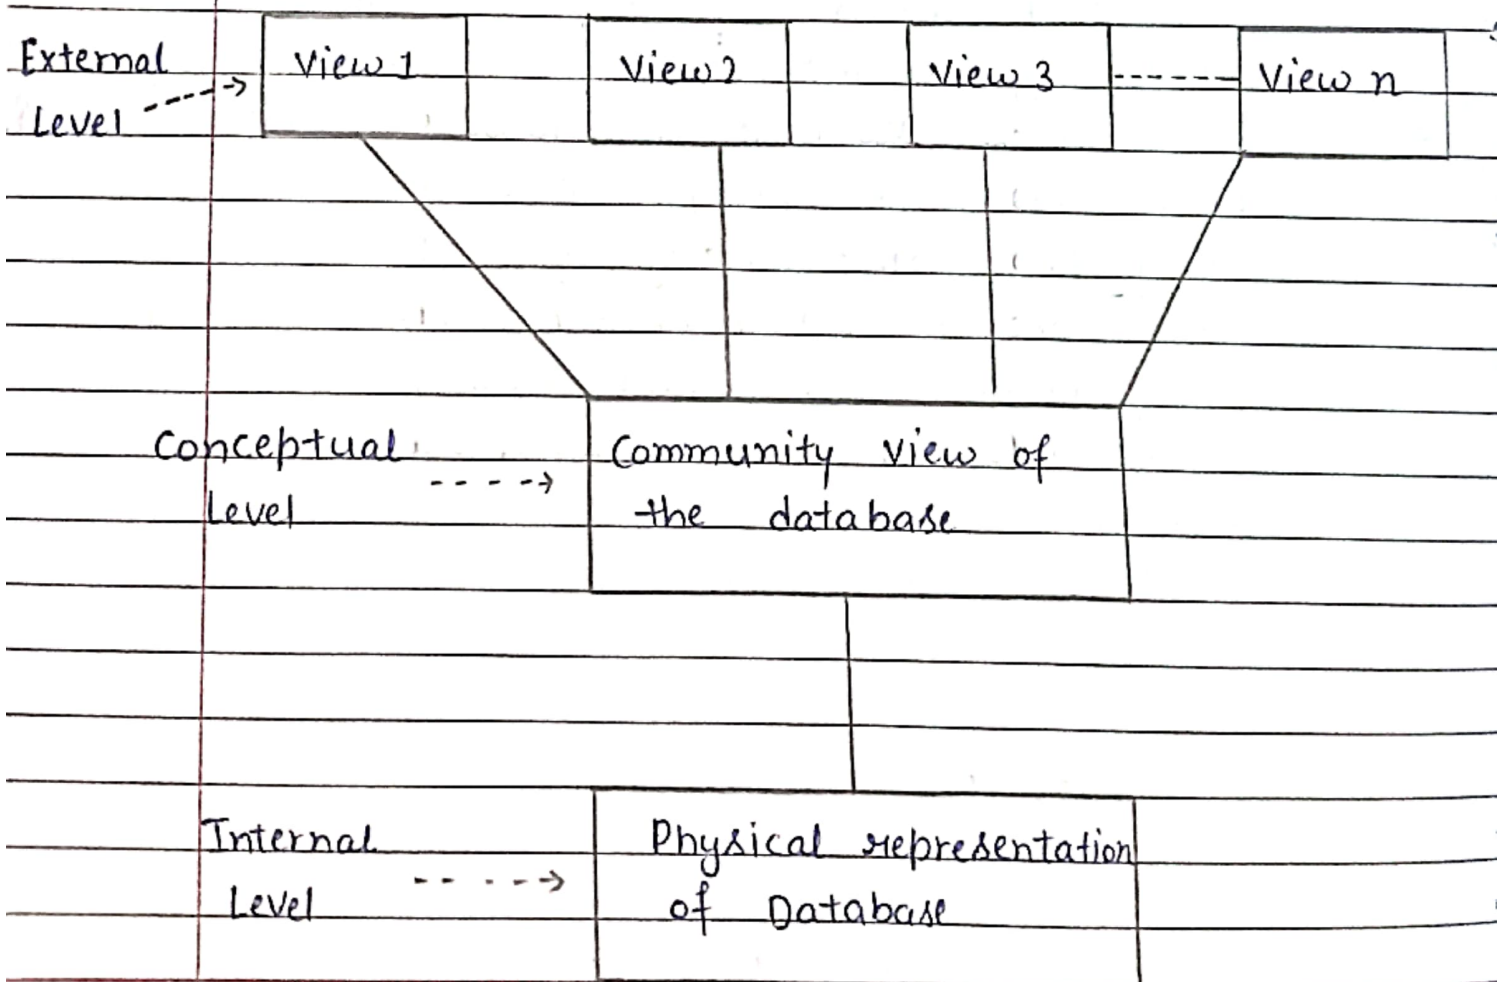 External
Level
View 1
View 2
View 3
View n
Conceptual
Level
Community view of
the database
Internal
Level
Physical representation
of Database